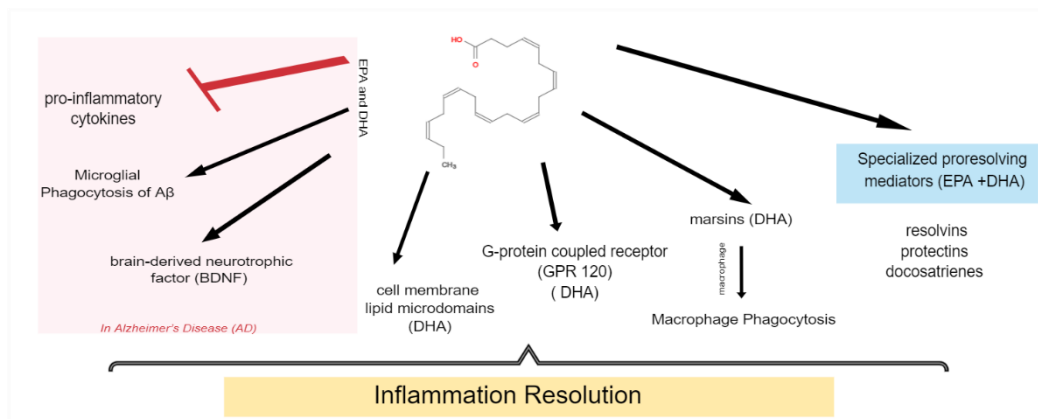 HO
O
CH₃
EPA and DHA
pro-inflammatory
cytokines
Microglial
Phagocytosis of Aβ
brain-derived neurotrophic
factor (BDNF)
In Alzheimer's Disease (AD)
cell membrane
lipid microdomains
(DHA)
G-protein coupled receptor
(GPR 120)
( DHA)
marsins (DHA)
macrophage
Macrophage Phagocytosis
Specialized proresolving
mediators (EPA +DHA)
resolvins
protectins
docosatrienes
Inflammation Resolution